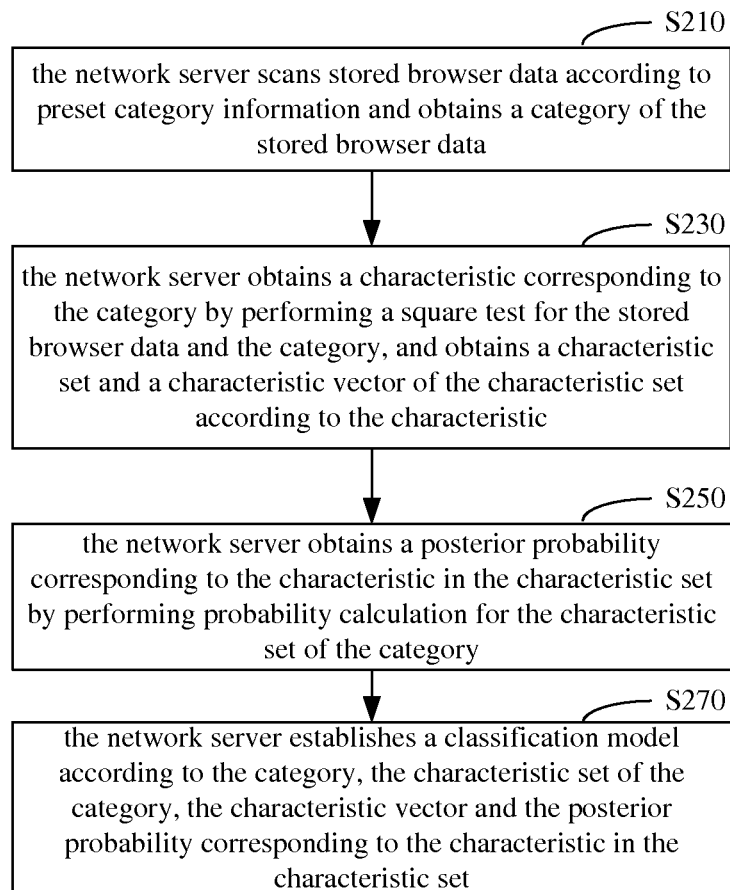 S210
the network server scans stored browser data according to
preset category information and obtains a category of the
stored browser data
S230
the network server obtains a characteristic corresponding to
the category by performing a square test for the stored
browser data and the category, and obtains a characteristic
set and a characteristic vector of the characteristic set
according to the characteristic
S250
the network server obtains a posterior probability
corresponding to the characteristic in the characteristic set
by performing probability calculation for the characteristic
set of the category
S270
the network server establishes a classification model
according to the category, the characteristic set of the
category, the characteristic vector and the posterior
probability corresponding to the characteristic in the
characteristic set